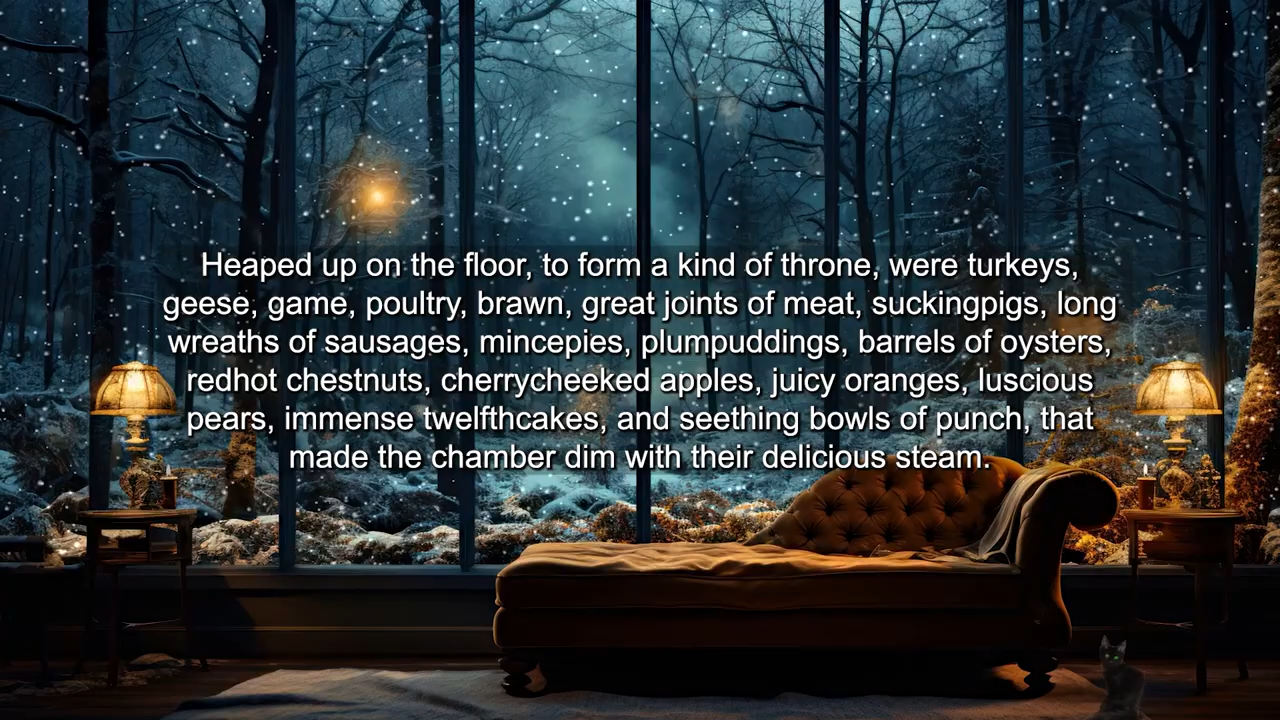 Heaped up on the floor, to form a kind of throne, were turkeys,
geese, game, poultry, brawn, great joints of meat, suckingpigs, long
wreaths of sausages, mincepies, plumpuddings, barrels of oysters,
redhot chestnuts, cherrycheeked apples, juicy oranges, luscious
pears, immense twelfthcakes, and seething bowls of punch, that
made the chamber dim with their delicious steam.